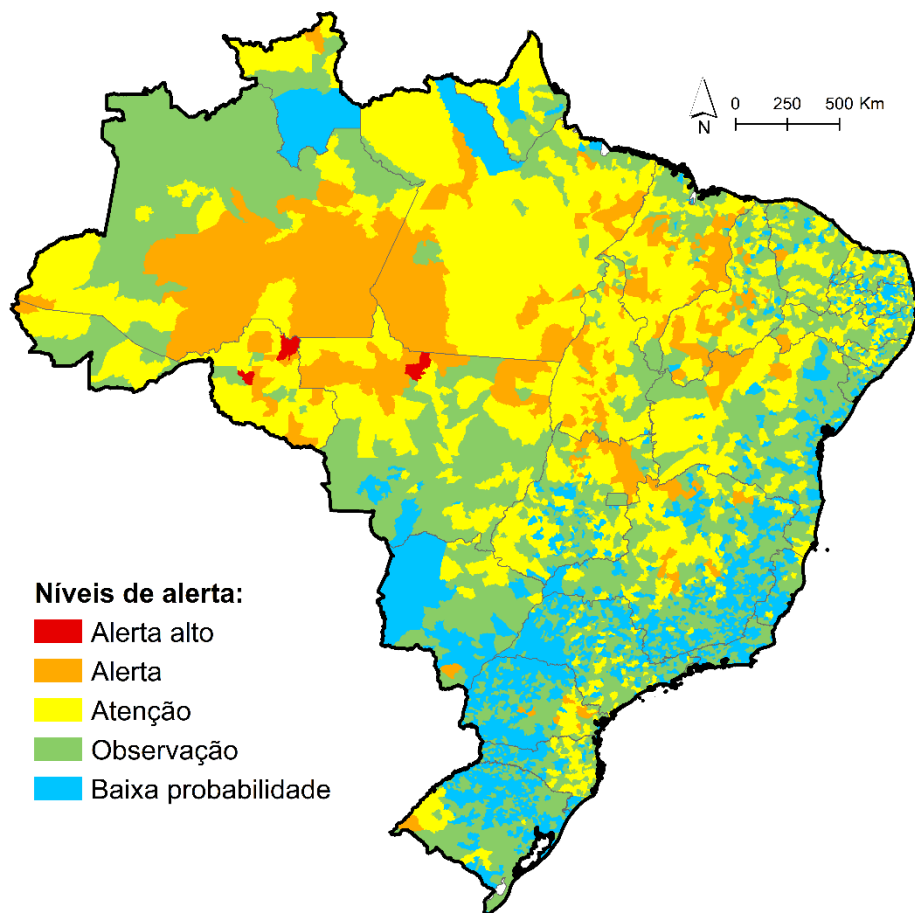 N
0 250 500 Km
Níveis de alerta:
Alerta alto
Alerta
Atenção
Observação
Baixa probabilidade